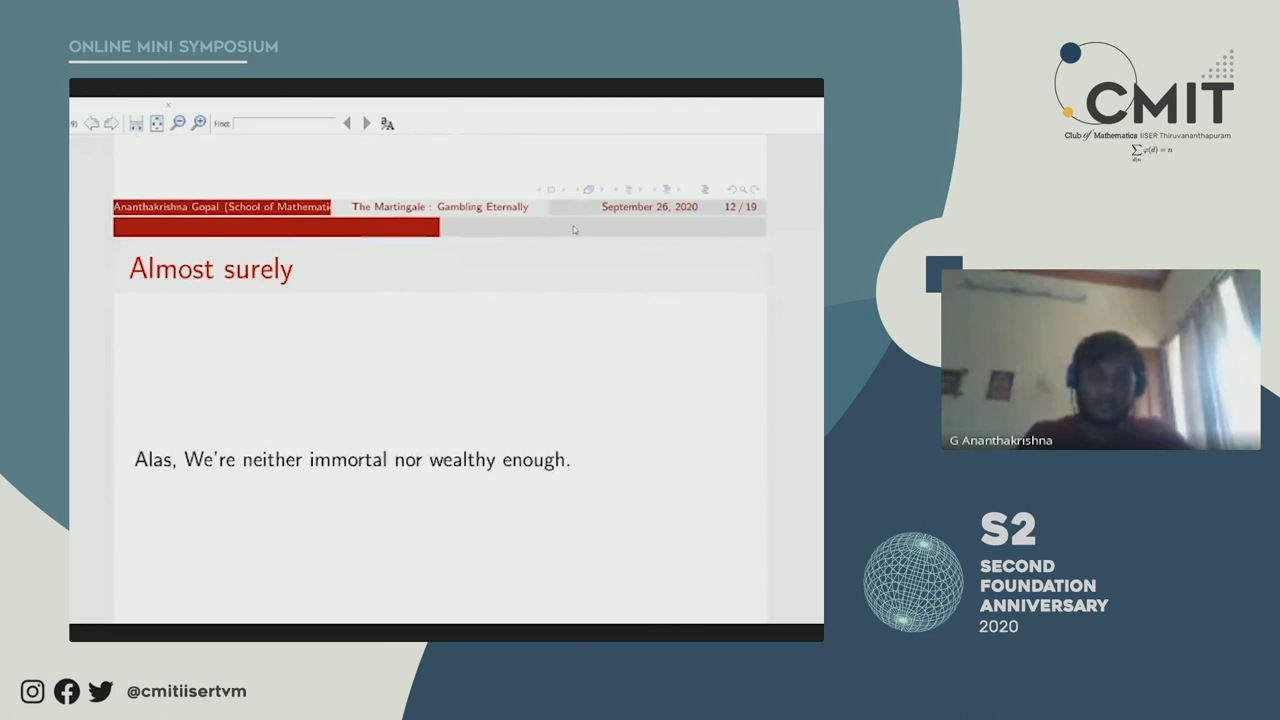 ONLINE MINI SYMPOSIUM
CMIT
Club of Mathematics IISER Thiruvananthapuram
∑ φ(d) = n
d|n
Find:
Ananthakrishna Gopal (School of Mathemati
The Martingale : Gambling Eternally
September 26, 2020
12 / 19
Almost surely
Alas, We're neither immortal nor wealthy enough.
G Ananthakrishna
S2
SECOND
FOUNDATION
ANNIVERSARY
2020
@cmitiisertvm